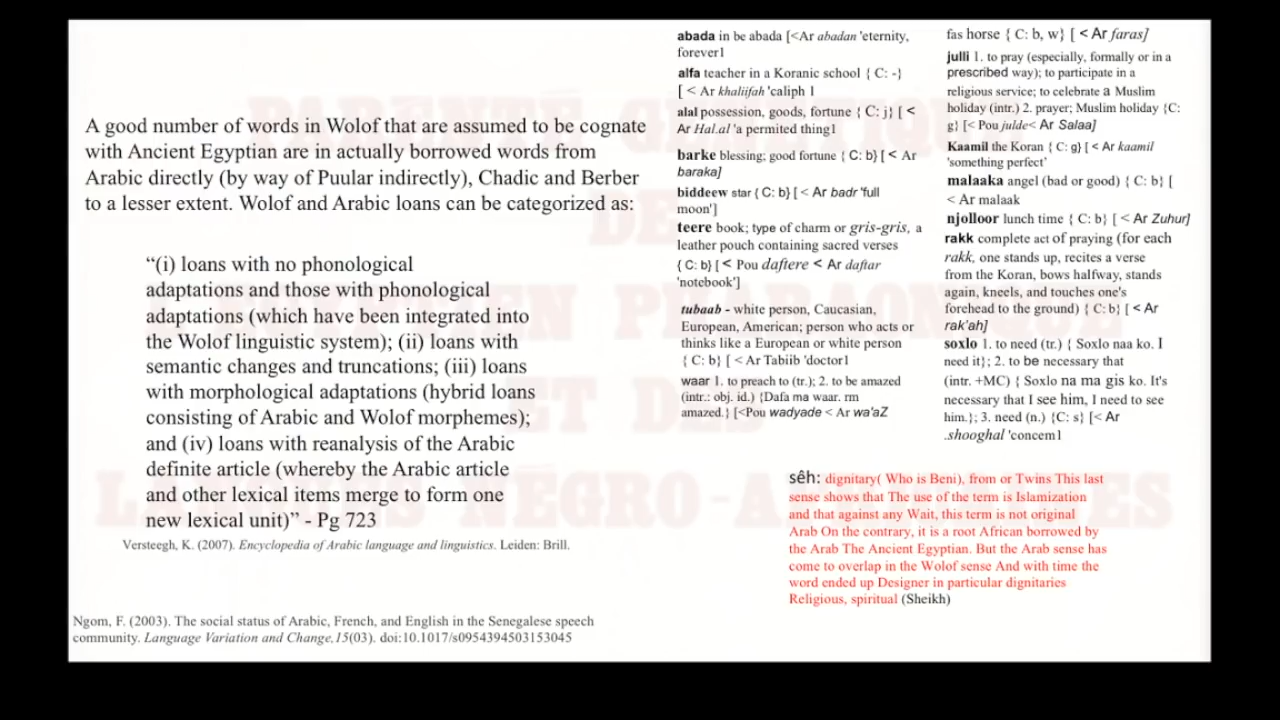 A good number of words in Wolof that are assumed to be cognate
with Ancient Egyptian are in actually borrowed words from
Arabic directly (by way of Puular indirectly), Chadic and Berber
to a lesser extent. Wolof and Arabic loans can be categorized as:
“(i) loans with no phonological
adaptations and those with phonological
adaptations (which have been integrated into
the Wolof linguistic system); (ii) loans with
semantic changes and truncations; (iii) loans
with morphological adaptations (hybrid loans
consisting of Arabic and Wolof morphemes);
and (iv) loans with reanalysis of the Arabic
definite article (whereby the Arabic article
and other lexical items merge to form one
new lexical unit)” - Pg 723
Versteegh, K. (2007). Encyclopedia of Arabic language and linguistics. Leiden: Brill.
Ngom, F. (2003). The social status of Arabic, French, and English in the Senegalese speech
community. Language Variation and Change,15(03). doi:10.1017/s0954394503153045
abada in be abada [<Ar abadan 'eternity,
forever1
alfa teacher in a Koranic school { C: -}
[ < Ar khaliifah 'caliph 1
alal possession, goods, fortune { C: j} [ <
Ar Hal.al 'a permited thing1
barke blessing; good fortune { C: b} [ < Ar
baraka]
biddeew star { C: b} [ < Ar badr 'full
moon']
teere book; type of charm or gris-gris, a
leather pouch containing sacred verses
{ C: b} [ < Pou daftere < Ar daftar
'notebook']
tubaab - white person, Caucasian,
European, American; person who acts or
thinks like a European or white person
{ C: b} [ < Ar Tabiib 'doctor1
waar 1. to preach to (tr.); 2. to be amazed
(intr.: obj. id.) {Dafa ma waar. rm
amazed.} [<Pou wadyade < Ar wa'aZ
fas horse { C: b, w} [ < Ar faras]
julli 1. to pray (especially, formally or in a
prescribed way); to participate in a
religious service; to celebrate a Muslim
holiday (intr.) 2. prayer; Muslim holiday {C:
g} [< Pou julde< Ar Salaa]
Kaamil the Koran { C: g} [ < Ar kaamil
'something perfect'
malaaka angel (bad or good) { C: b} [
< Ar malaak
njolloor lunch time { C: b} [ < Ar Zuhur]
rakk complete act of praying (for each
rakk, one stands up, recites a verse
from the Koran, bows halfway, stands
again, kneels, and touches one's
forehead to the ground) { C: b} [ < Ar
rak'ah]
soxlo 1. to need (tr.) { Soxlo naa ko. I
need it}; 2. to be necessary that
(intr. +MC) { Soxlo na ma gis ko. It's
necessary that I see him, I need to see
him.}; 3. need (n.) {C: s} [< Ar
.shooghal 'concem1
sêh: dignitary( Who is Beni), from or Twins This last
sense shows that The use of the term is Islamization
and that against any Wait, this term is not original
Arab On the contrary, it is a root African borrowed by
the Arab The Ancient Egyptian. But the Arab sense has
come to overlap in the Wolof sense And with time the
word ended up Designer in particular dignitaries
Religious, spiritual (Sheikh)